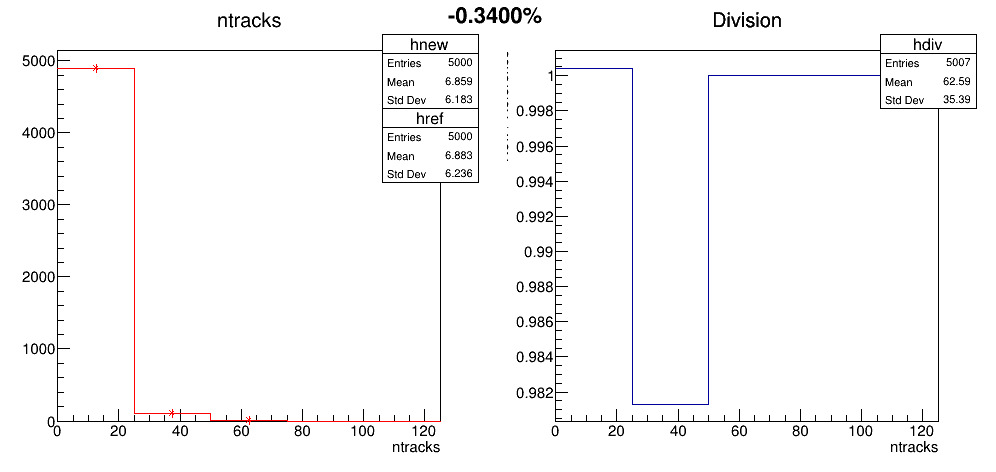 -0.3400%
ntracks
hnew
Entries 5000
Mean 6.859
Std Dev 6.183
href
Entries 5000
Mean 6.883
Std Dev 6.236
5000
4000
3000
2000
1000
0
0 20 40 60 80 100 120
ntracks
Division
hdiv
Entries 5007
Mean 62.59
Std Dev 35.39
1
0.998
0.996
0.994
0.992
0.99
0.988
0.986
0.984
0.982
0 20 40 60 80 100 120
ntracks